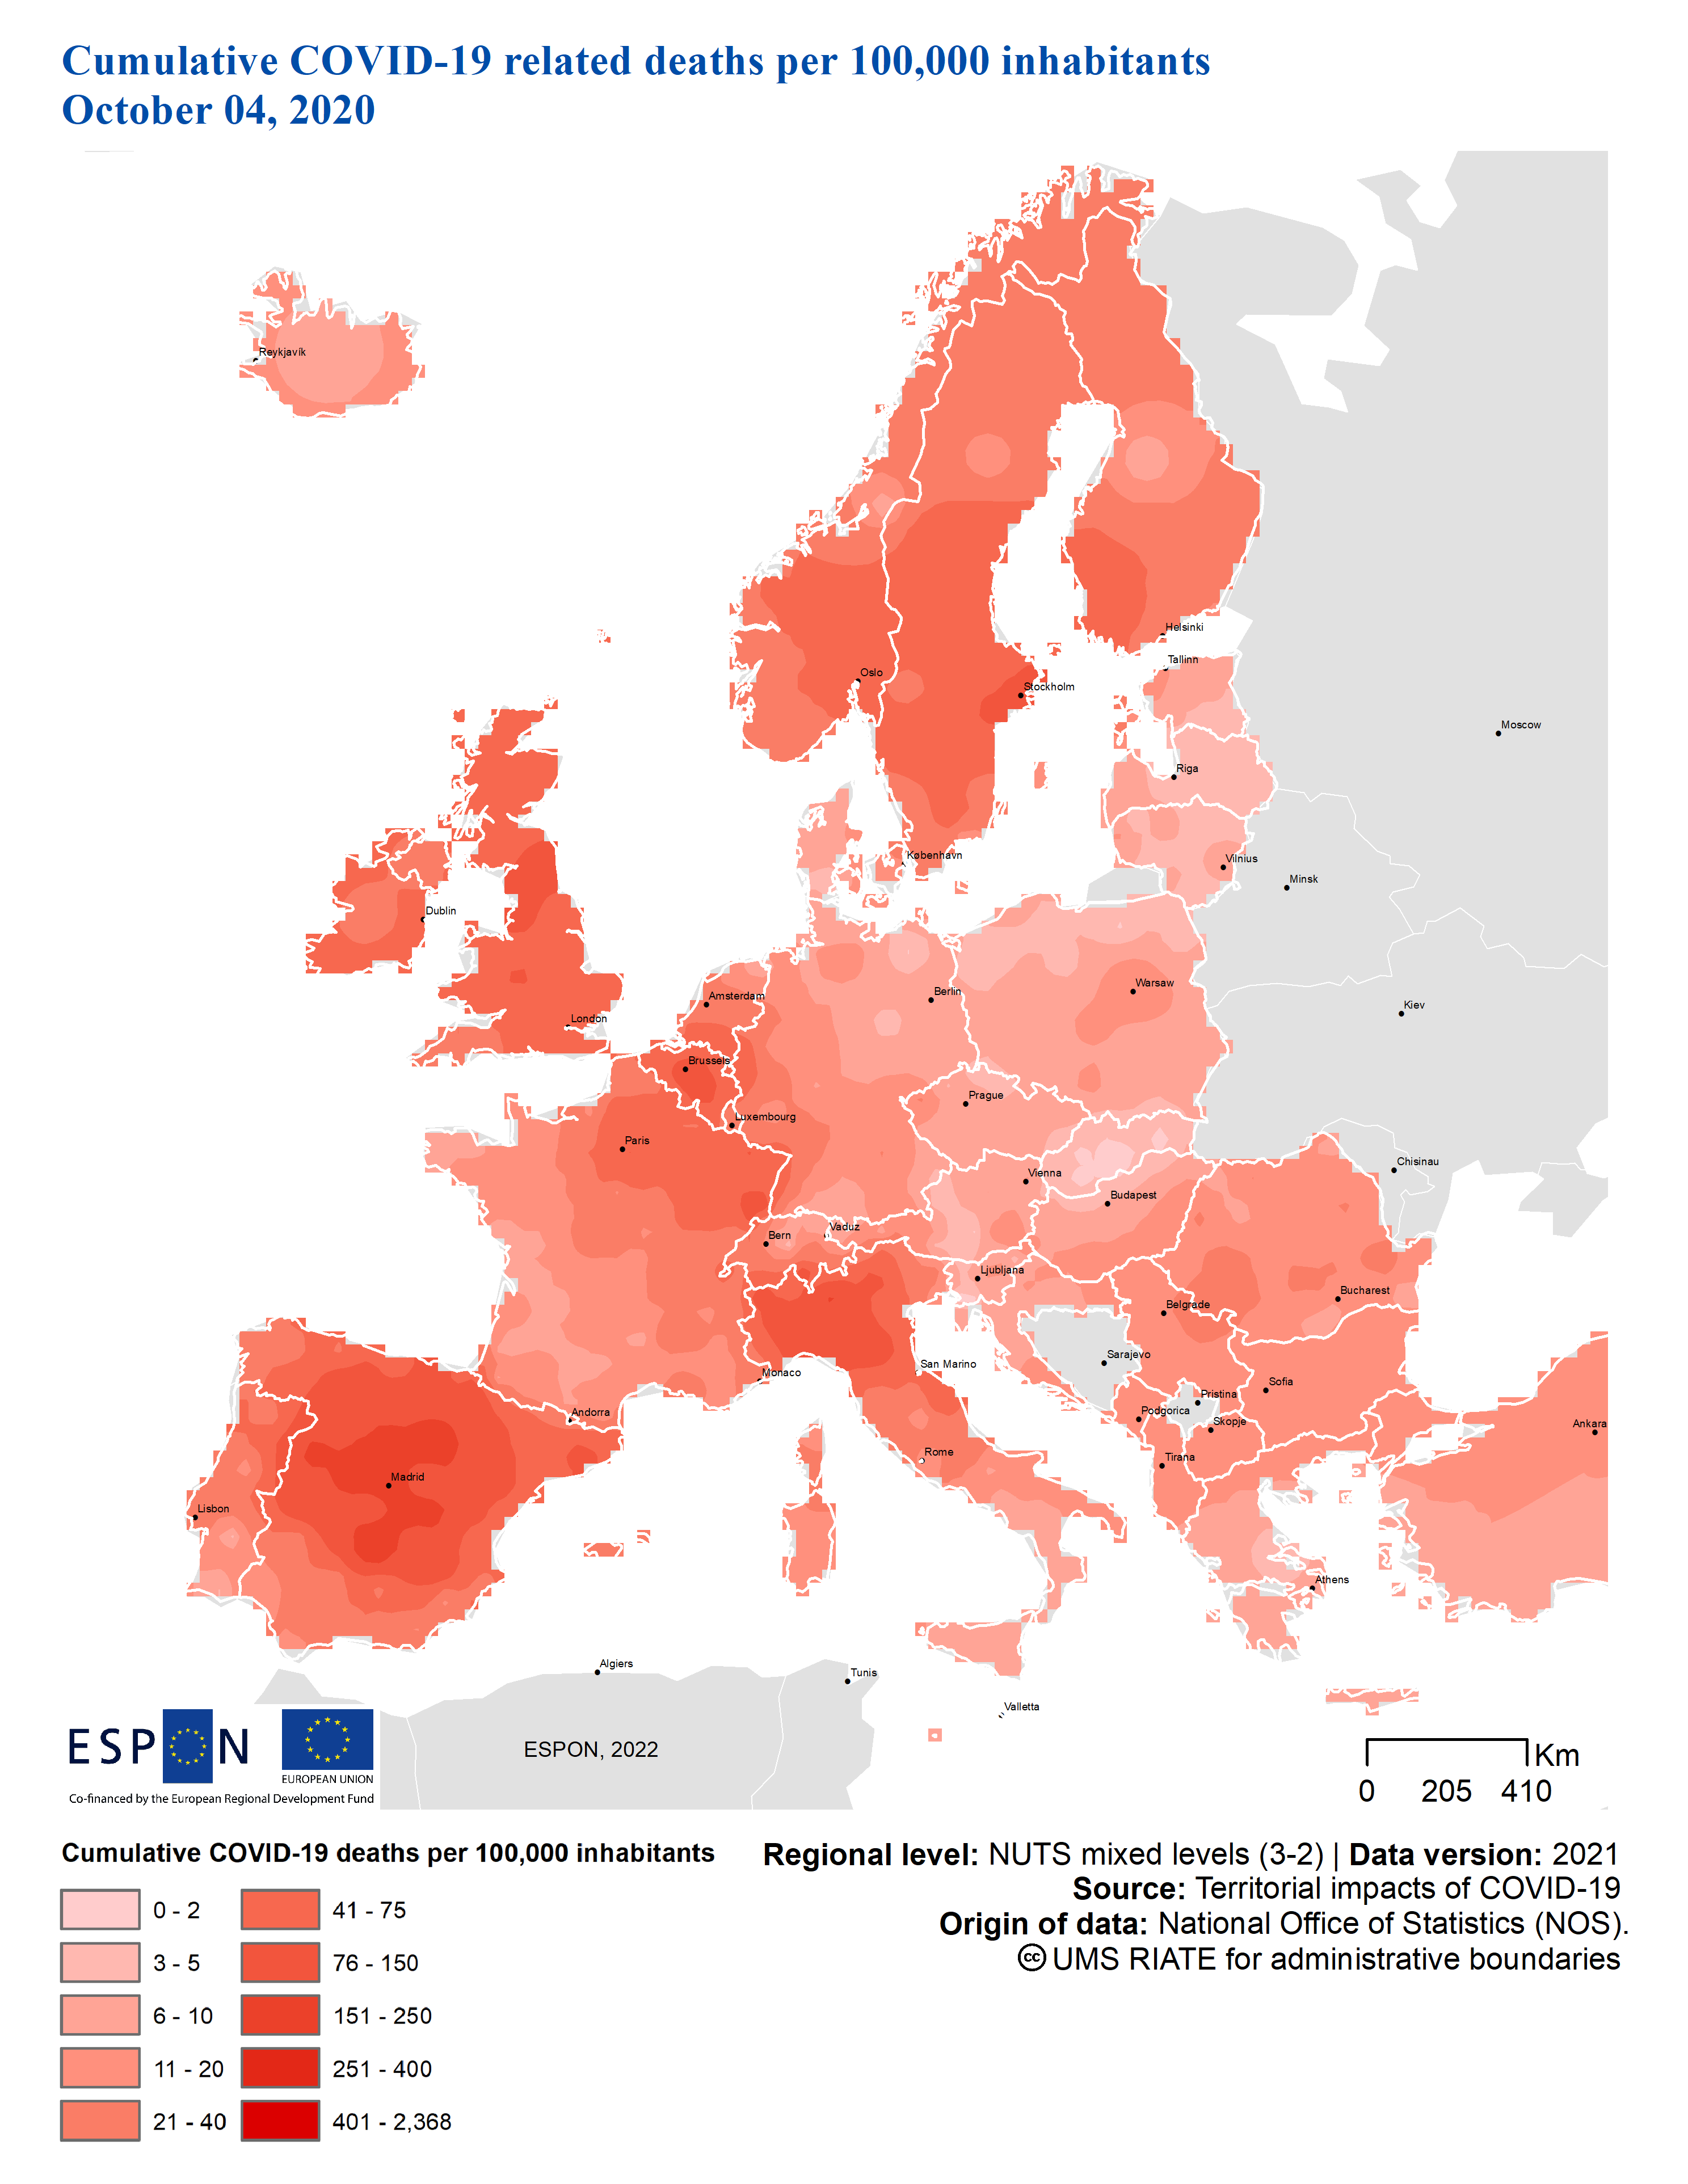 Cumulative COVID-19 related deaths per 100,000 inhabitants
October 04, 2020
Reykjavík
Helsinki
Tallinn
Oslo
Stockholm
Moscow
Riga
København
Vilnius
Minsk
Dublin
Berlin
Warsaw
Amsterdam
Kiev
London
Brussels
Prague
Luxembourg
Paris
Chisinau
Vienna
Budapest
Vaduz
Bern
Ljubljana
Bucharest
Belgrade
Sarajevo
San Marino
Monaco
Sofia
Pristina
Andorra
Podgorica
Skopje
Ankara
Rome
Tirana
Madrid
Lisbon
Athens
Algiers
Tunis
Valletta
ESPON
EUROPEAN UNION
Co-financed by the European Regional Development Fund
ESPON, 2022
Km
0 205 410
Cumulative COVID-19 deaths per 100,000 inhabitants
0 - 2
3 - 5
6 - 10
11 - 20
21 - 40
41 - 75
76 - 150
151 - 250
251 - 400
401 - 2,368
Regional level: NUTS mixed levels (3-2) | Data version: 2021
Source: Territorial impacts of COVID-19
Origin of data: National Office of Statistics (NOS).
cc UMS RIATE for administrative boundaries